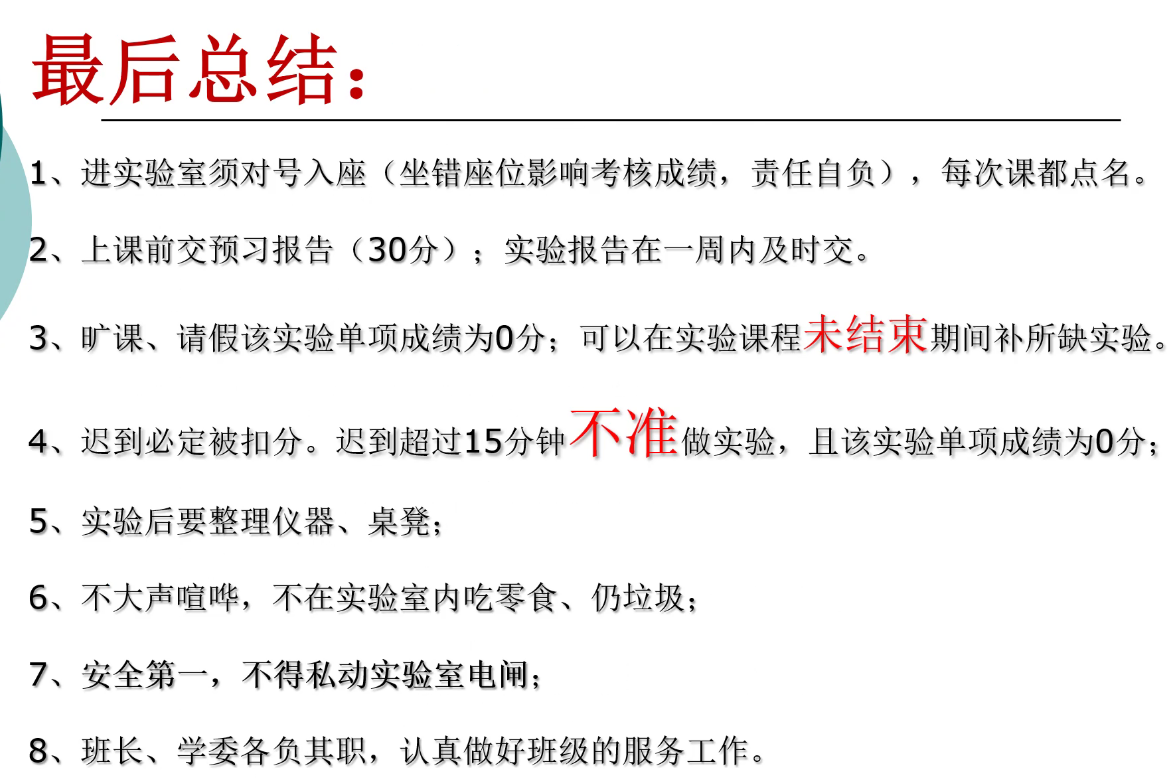 最后总结：
1、进实验室须对号入座（坐错座位影响考核成绩，责任自负），每次课都点名。
2、上课前交预习报告（30分）；实验报告在一周内及时交。
3、旷课、请假该实验单项成绩为0分；可以在实验课程未结束期间补所缺实验。
4、迟到必定被扣分。迟到超过15分钟不准做实验，且该实验单项成绩为0分；
5、实验后要整理仪器、桌凳；
6、不大声喧哗，不在实验室内吃零食、仍垃圾；
7、安全第一，不得私动实验室电闸；
8、班长、学委各负其职，认真做好班级的服务工作。